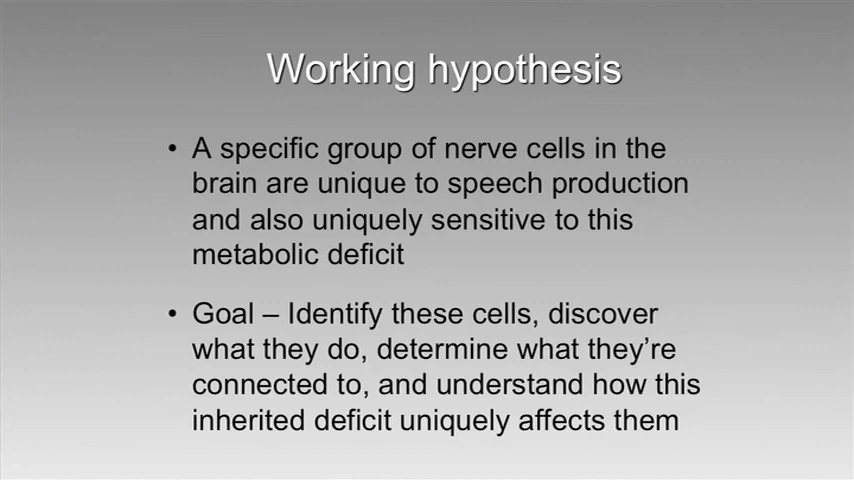 Working hypothesis
• A specific group of nerve cells in the
brain are unique to speech production
and also uniquely sensitive to this
metabolic deficit
• Goal – Identify these cells, discover
what they do, determine what they’re
connected to, and understand how this
inherited deficit uniquely affects them